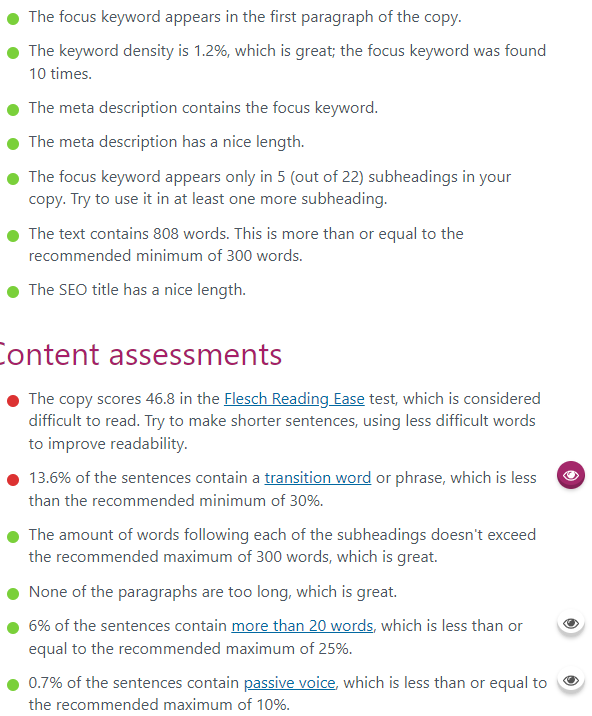 The focus keyword appears in the first paragraph of the copy.
The keyword density is 1.2%, which is great; the focus keyword was found
10 times.
The meta description contains the focus keyword.
The meta description has a nice length.
The focus keyword appears only in 5 (out of 22) subheadings in your
copy. Try to use it in at least one more subheading.
The text contains 808 words. This is more than or equal to the
recommended minimum of 300 words.
The SEO title has a nice length.
Content assessments
The copy scores 46.8 in the Flesch Reading Ease test, which is considered
difficult to read. Try to make shorter sentences, using less difficult words
to improve readability.
13.6% of the sentences contain a transition word or phrase, which is less
than the recommended minimum of 30%.
The amount of words following each of the subheadings doesn't exceed
the recommended maximum of 300 words, which is great.
None of the paragraphs are too long, which is great.
6% of the sentences contain more than 20 words, which is less than or
equal to the recommended maximum of 25%.
0.7% of the sentences contain passive voice, which is less than or equal to
the recommended maximum of 10%.